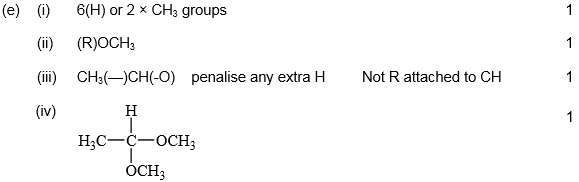 (e) (i) 6(H) or 2 × CH₃ groups 1
(ii) (R)OCH₃ 1
(iii) CH₃(—)CH(-O) penalise any extra H Not R attached to CH 1
(iv) 1
H
H₃C—C—OCH₃
OCH₃